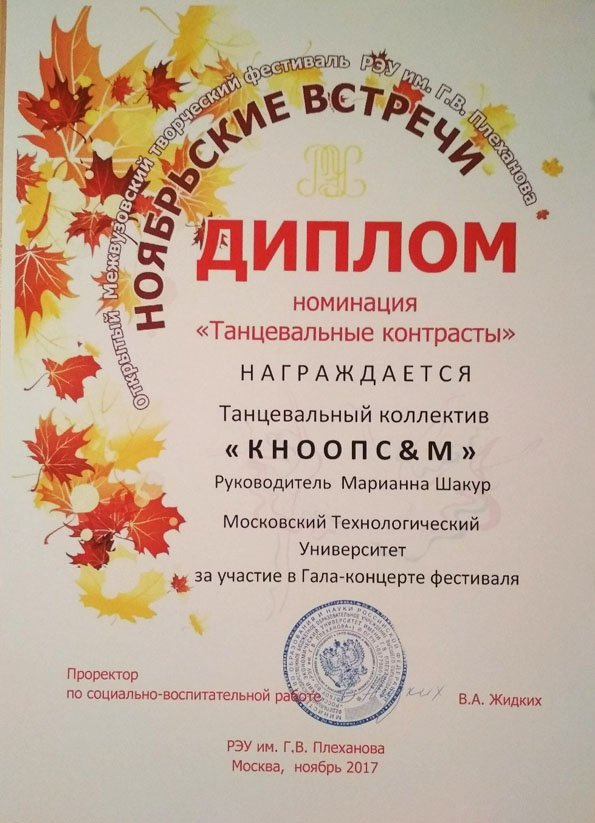 Открытый Межвузовский творческий фестиваль РЭУ им. Г.В. Плеханова
НОЯБРЬСКИЕ ВСТРЕЧИ
РЭУ
ДИПЛОМ
номинация
«Танцевальные контрасты»
НАГРАЖДАЕТСЯ
Танцевальный коллектив
«КНООПС&М»
Руководитель Марианна Шакур
Московский Технологический
Университет
за участие в Гала-концерте фестиваля
Проректор
по социально-воспитательной работе
В.А. Жидких
РЭУ им. Г.В. Плеханова
Москва, ноябрь 2017